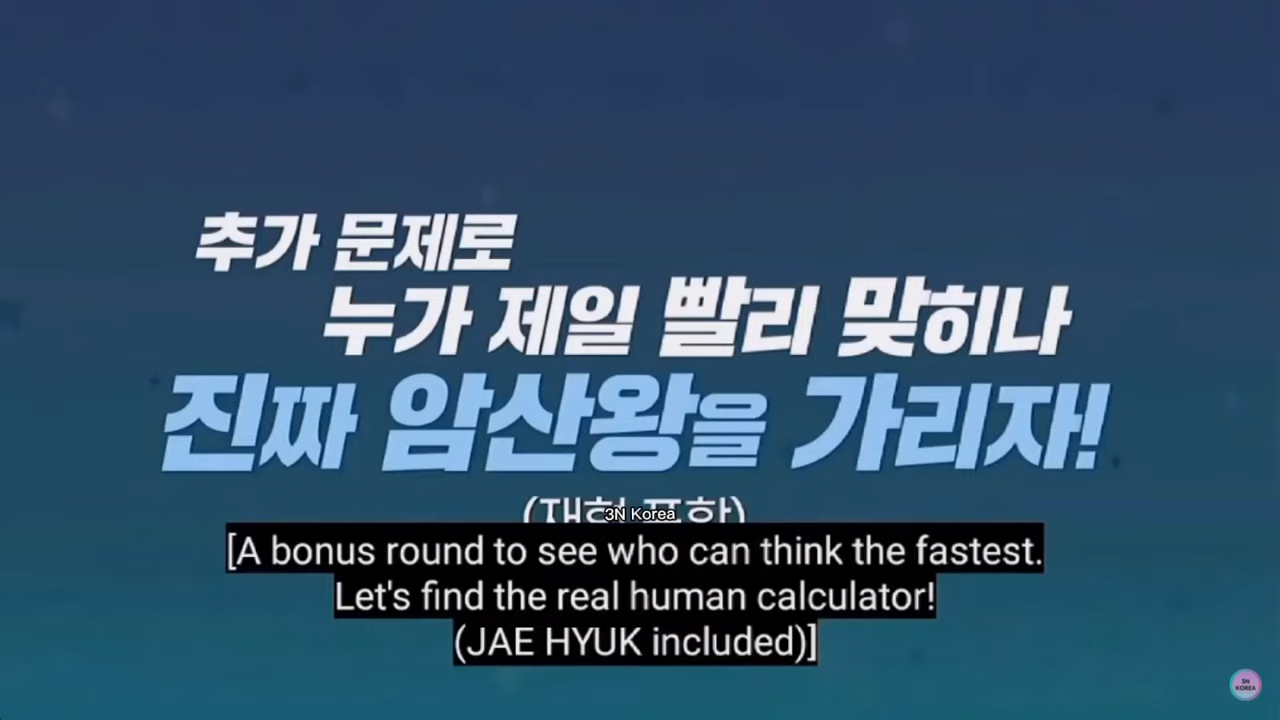 추가 문제로
누가 제일 빨리 맞히나
진짜 암산왕을 가리자!
3N Korea
[A bonus round to see who can think the fastest.
Let's find the real human calculator!
(JAE HYUK included)]
3N
KOREA